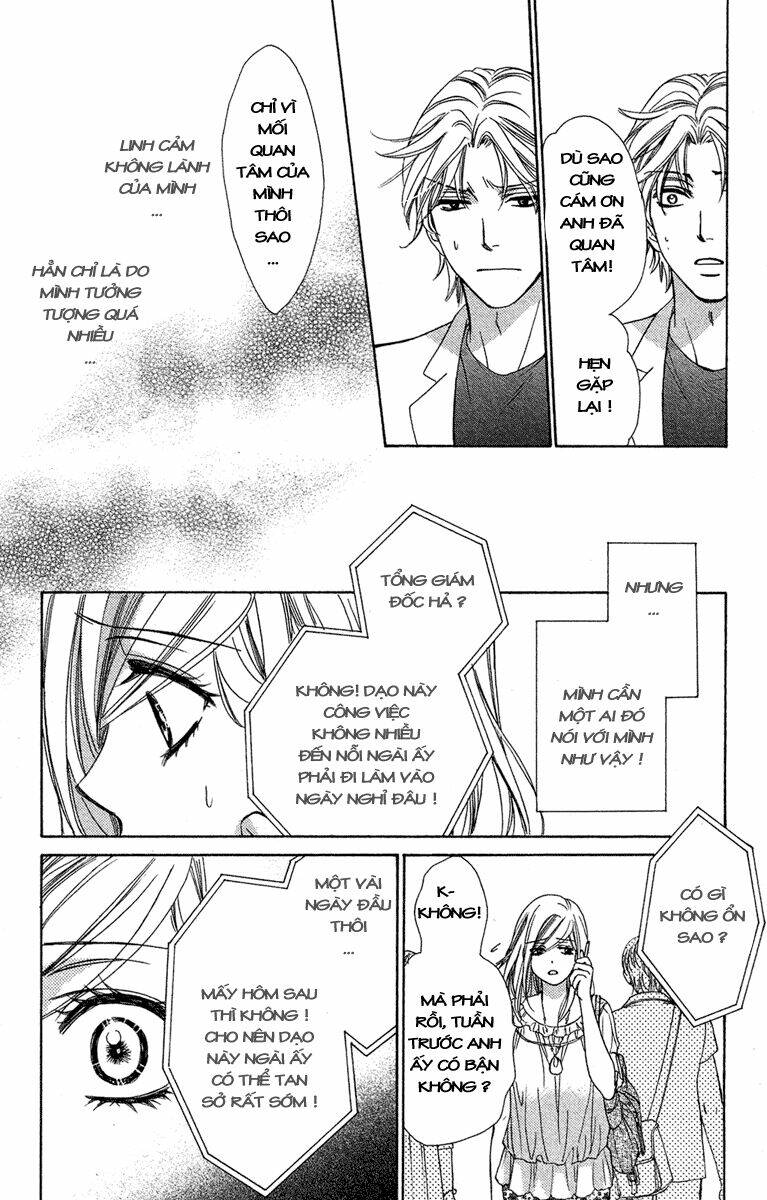 DÙ SAO
CŨNG
CÁM ƠN
ANH ĐÃ
QUAN
TÂM!
HẸN
GẶP
LẠI !
CHỈ VÌ
MỐI
QUAN
TÂM CỦA
MÌNH
THÔI
SAO
...
LINH CẢM
KHÔNG LÀNH
CỦA MÌNH
...
HẲN CHỈ LÀ DO
MÌNH TƯỞNG
TƯỢNG QUÁ
NHIỀU
...
NHƯNG
...
MÌNH CẦN
MỘT AI ĐÓ
NÓI VỚI MÌNH
NHƯ VẬY !
TỔNG GIÁM
ĐỐC HẢ ?
KHÔNG! DẠO NÀY
CÔNG VIỆC
KHÔNG NHIỀU
ĐẾN NỖI NGÀI ẤY
PHẢI ĐI LÀM VÀO
NGÀY NGHỈ ĐÂU !
CÓ GÌ
KHÔNG ỔN
SAO ?
K-
KHÔNG!
MÀ PHẢI
RỒI, TUẦN
TRƯỚC ANH
ẤY CÓ BẬN
KHÔNG ?
MỘT VÀI
NGÀY ĐẦU
THÔI
...
MẤY HÔM SAU
THÌ KHÔNG !
CHO NÊN DẠO
NÀY NGÀI ẤY
CÓ THỂ TAN
SỞ RẤT SỚM !